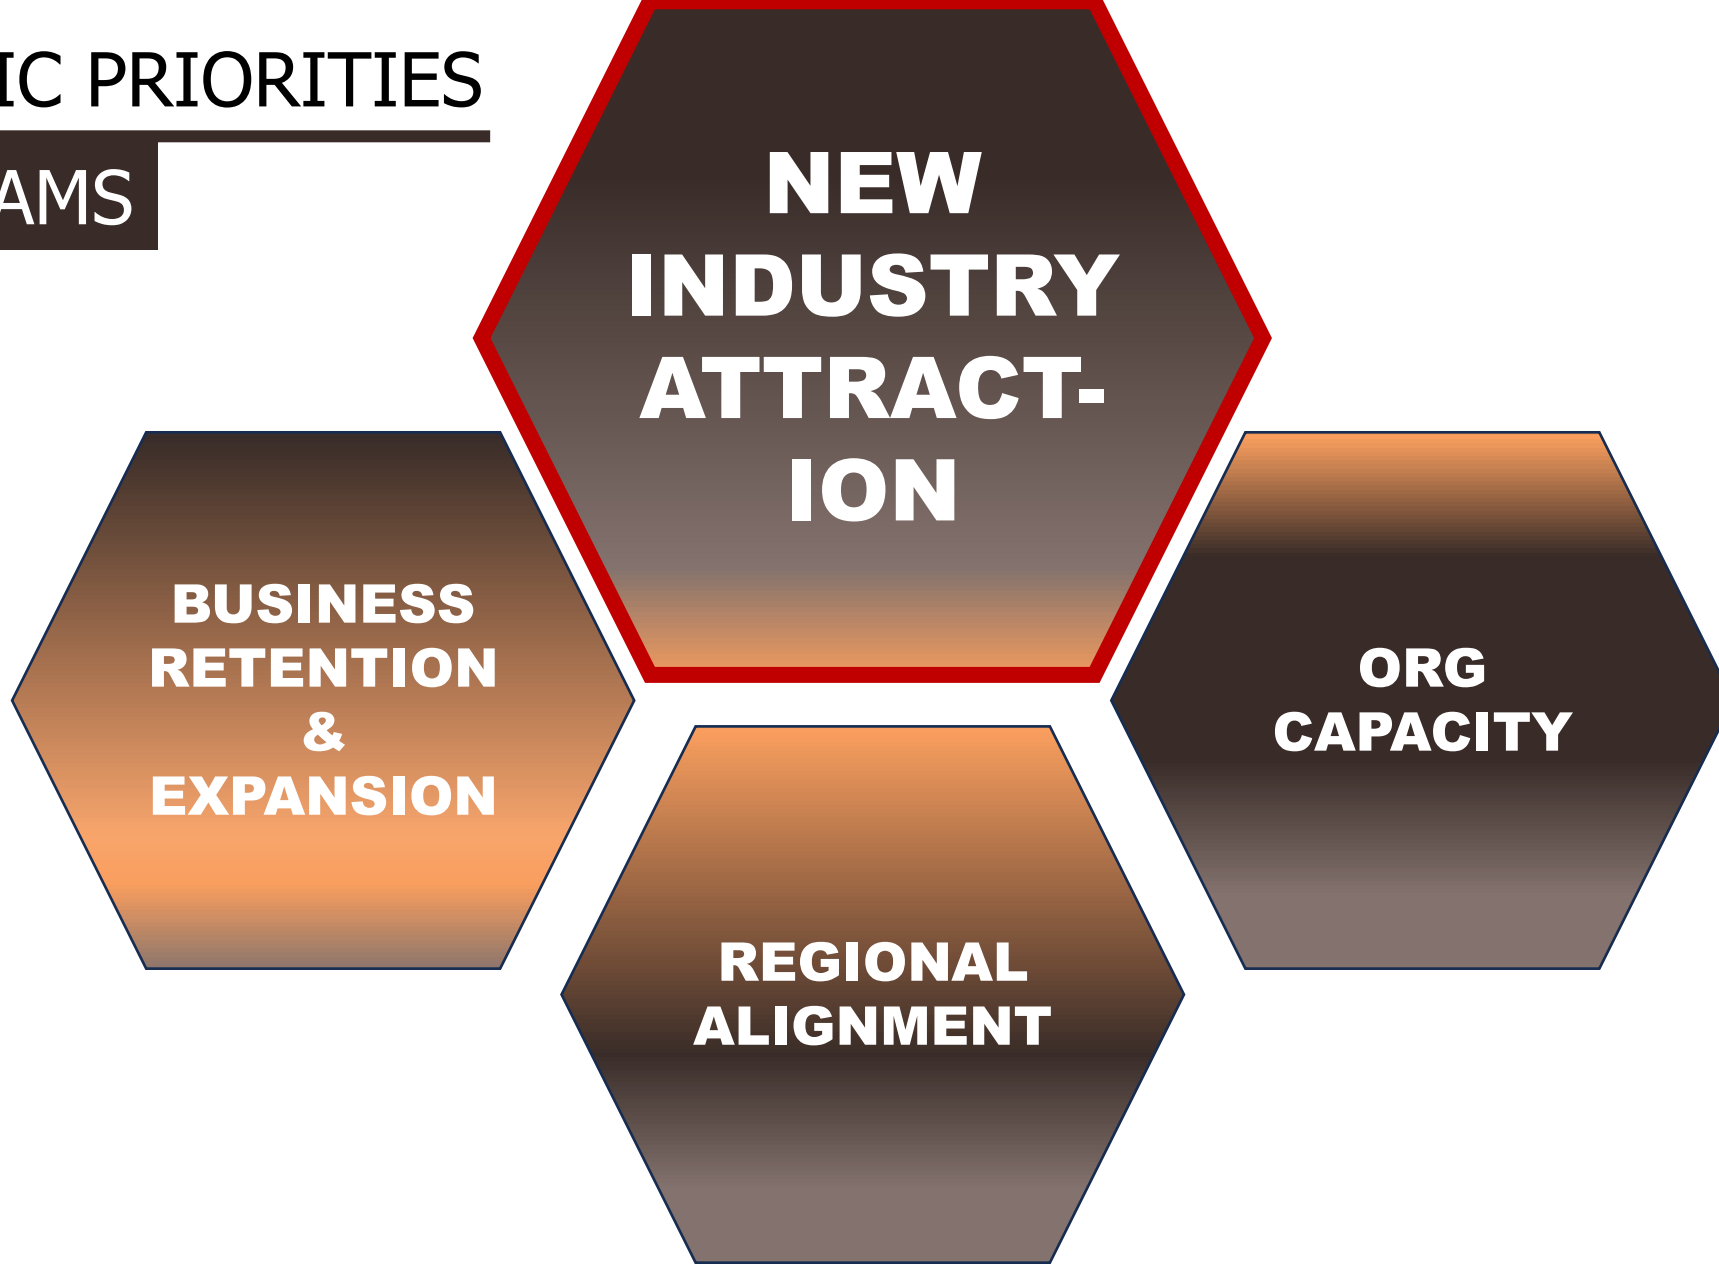 IC PRIORITIES
AMS
NEW
INDUSTRY
ATTRACT-
ION
BUSINESS
RETENTION
&
EXPANSION
ORG
CAPACITY
REGIONAL
ALIGNMENT